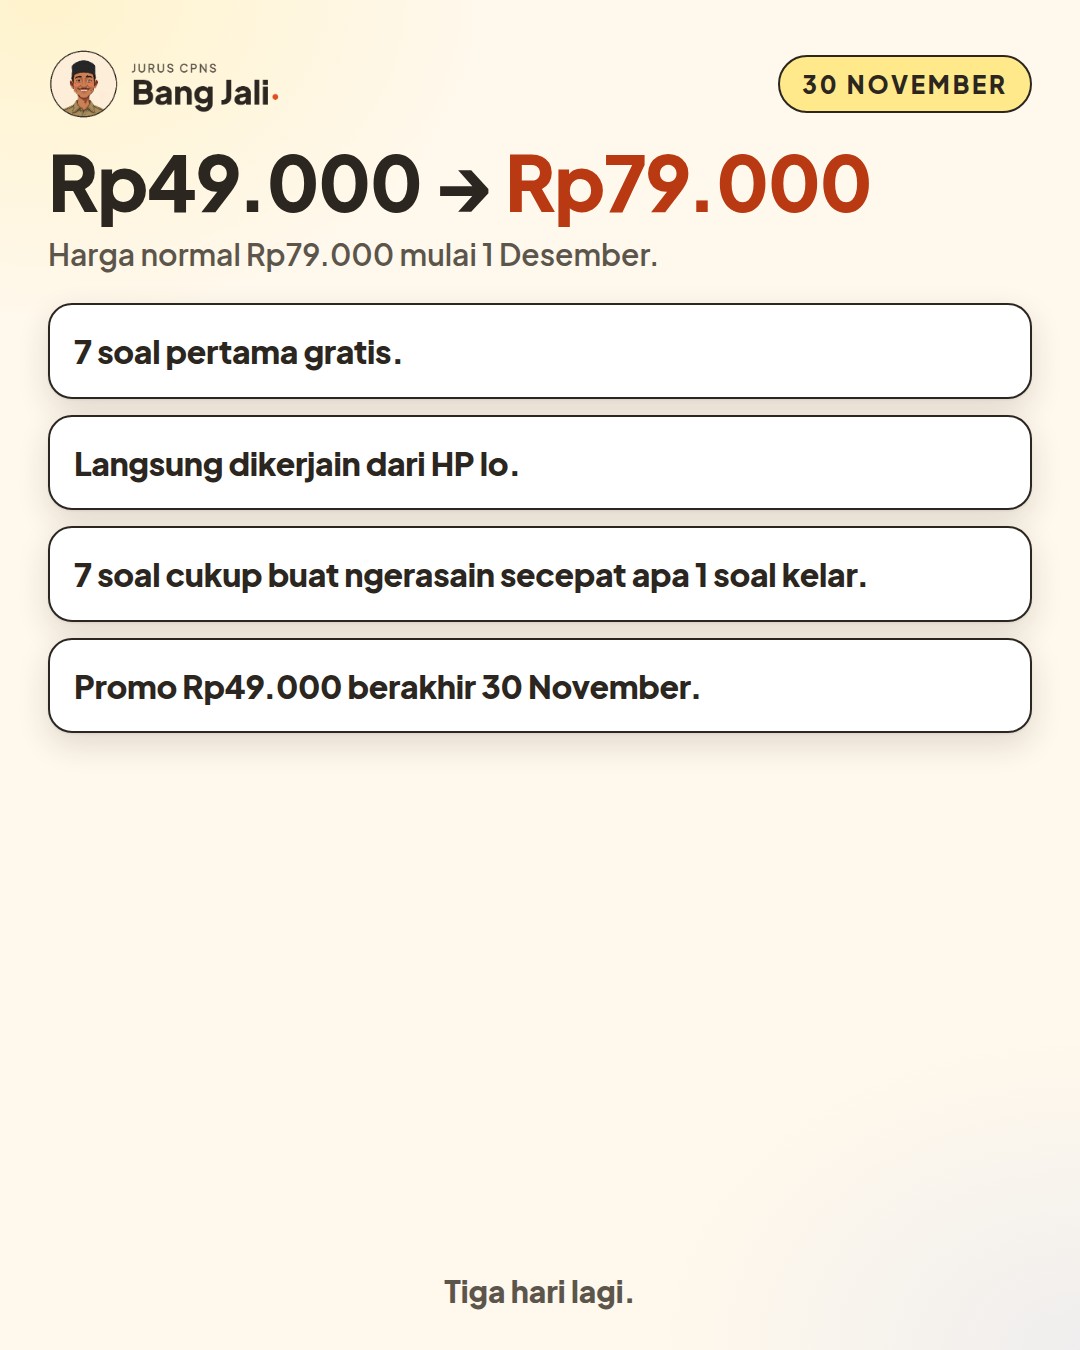 JURUS CPNS
Bang Jali.
30 NOVEMBER
Rp49.000 → Rp79.000
Harga normal Rp79.000 mulai 1 Desember.
7 soal pertama gratis.
Langsung dikerjain dari HP lo.
7 soal cukup buat ngerasain secepat apa 1 soal kelar.
Promo Rp49.000 berakhir 30 November.
Tiga hari lagi.